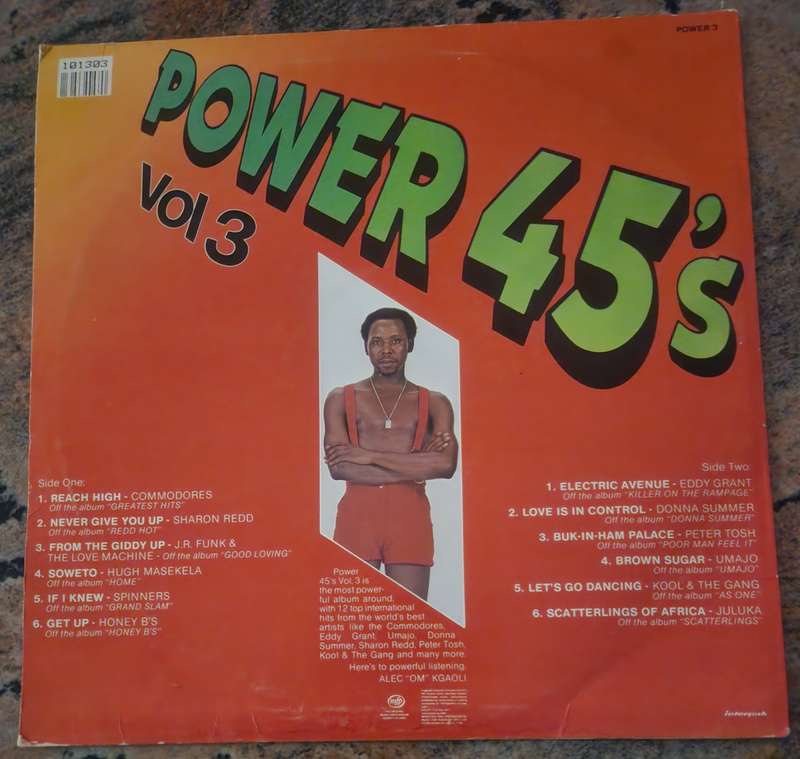 POWER 3
101303
POWER 45's
Vol 3
Side One:
1. REACH HIGH - COMMODORES
Off the album "GREATEST HITS'
2. NEVER GIVE YOU UP - SHARON REDD
Off the album "REDD HOT"
3. FROM THE GIDDY UP - J.R. FUNK &
THE LOVE MACHINE - Off the album "GOOD LOVING"
4. SOWETO - HUGH MASEKELA
Off the album "HOME"
5. IF I KNEW - SPINNERS
Off the album "GRAND SLAM"
6. GET UP - HONEY B'S
Off the album "HONEY B'S"
Power
45's Vol. 3 is
the most power-
ful album around,
with 12 top international
hits from the world's best
artists like the Commodores,
Eddy Grant, Umajo, Donna
Summer, Sharon Redd, Peter Tosh,
Kool & The Gang and many more.
Here's to powerful listening.
ALEC "OM" KGAOLI
mfp
Side Two:
1. ELECTRIC AVENUE - EDDY GRANT
Off the album "KILLER ON THE RAMPAGE"
2. LOVE IS IN CONTROL - DONNA SUMMER
Off the album "DONNA SUMMER"
3. BUK-IN-HAM PALACE - PETER TOSH
Off the album "POOR MAN FEEL IT"
4. BROWN SUGAR - UMAJO
Off the album "UMAJO"
5. LET'S GO DANCING - KOOL & THE GANG
Off the album "AS ONE"
6. SCATTERLINGS OF AFRICA - JULUKA
Off the album "SCATTERLINGS"